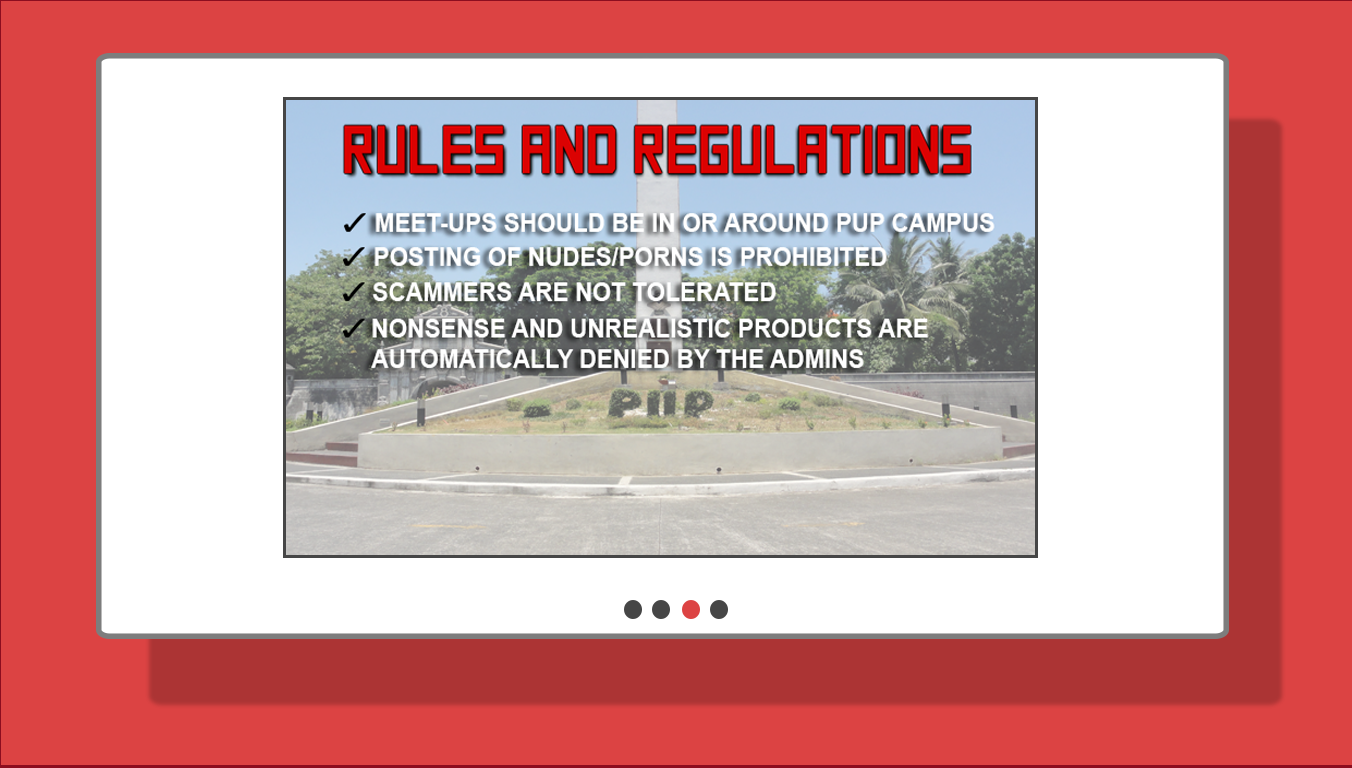 RULES AND REGULATIONS
✓ MEET-UPS SHOULD BE IN OR AROUND PUP CAMPUS
✓ POSTING OF NUDES/PORNS IS PROHIBITED
✓ SCAMMERS ARE NOT TOLERATED
✓ NONSENSE AND UNREALISTIC PRODUCTS ARE
AUTOMATICALLY DENIED BY THE ADMINS
PUP